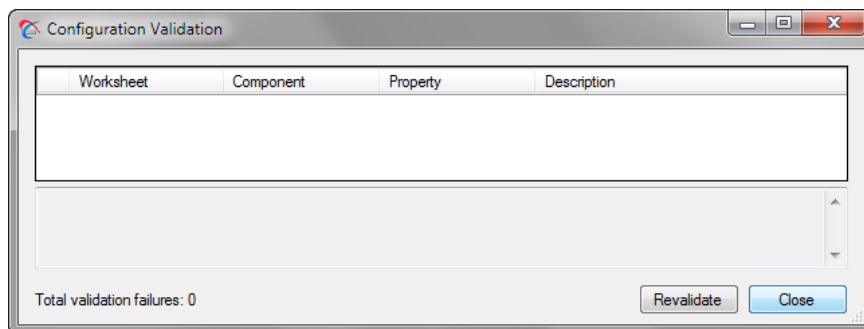 Configuration Validation
Worksheet Component Property Description
Total validation failures: 0 Revalidate Close